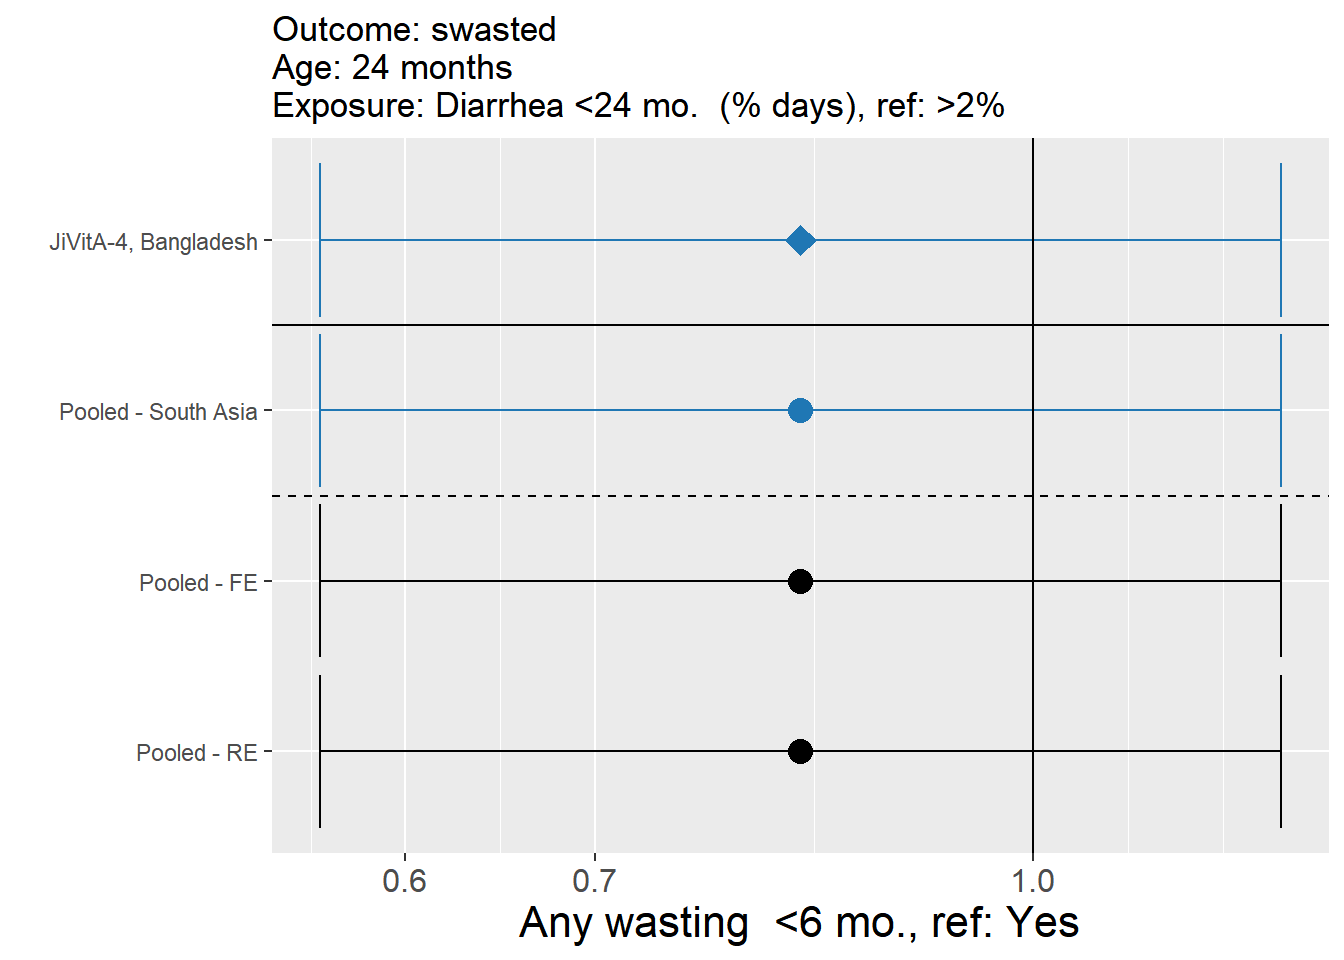 Outcome: swasted
Age: 24 months
Exposure: Diarrhea <24 mo.  (% days), ref: >2%
JiVitA-4, Bangladesh
Pooled - South Asia
Pooled - FE
Pooled - RE
0.6 0.7 1.0
Any wasting  <6 mo., ref: Yes